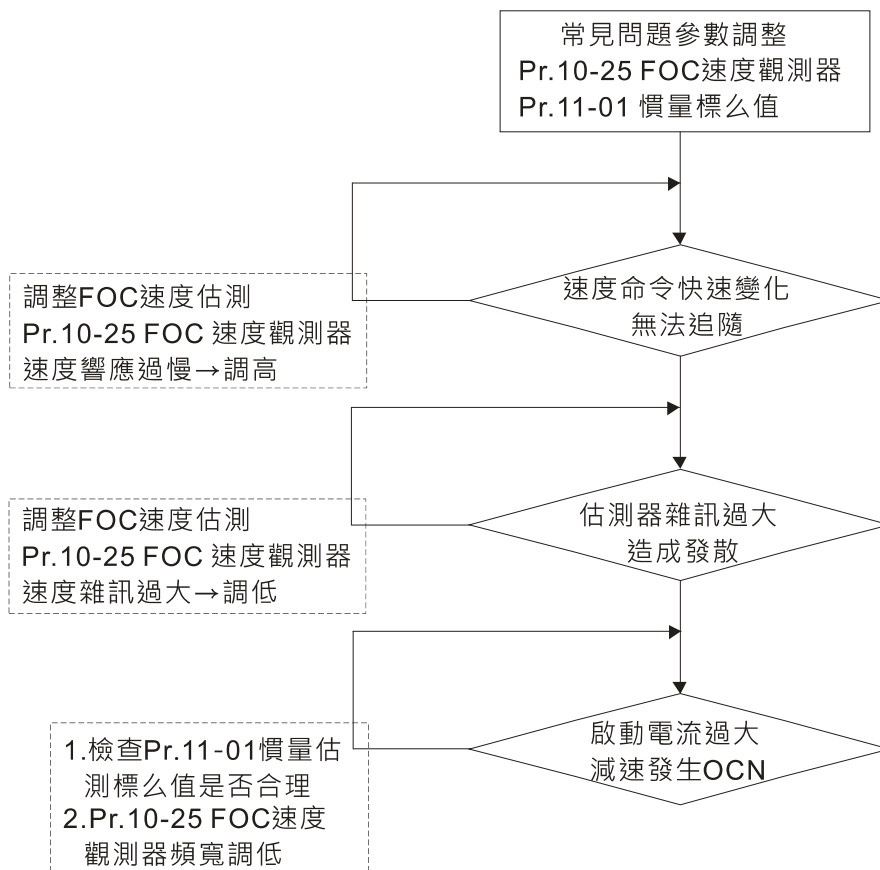 常見問題參數調整
Pr.10-25 FOC速度觀測器
Pr.11-01 慣量標么值
速度命令快速變化
無法追隨
調整FOC速度估測
Pr.10-25 FOC 速度觀測器
速度響應過慢→調高
估測器雜訊過大
造成發散
調整FOC速度估測
Pr.10-25 FOC 速度觀測器
速度雜訊過大→調低
啟動電流過大
減速發生OCN
1.檢查Pr.11-01慣量估
測標么值是否合理
2.Pr.10-25 FOC速度
觀測器頻寬調低